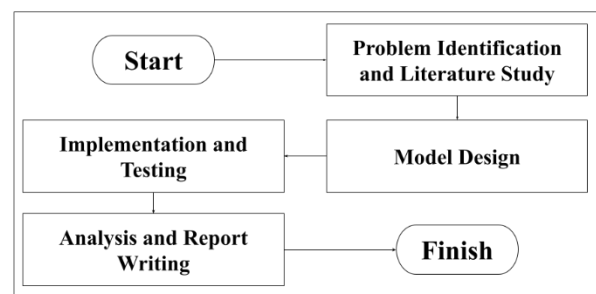 Start
Problem Identification
and Literature Study
Model Design
Implementation and
Testing
Analysis and Report
Writing
Finish